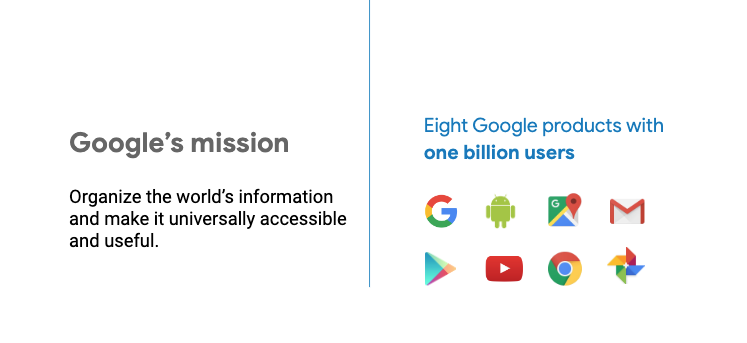 Google's mission
Organize the world's information
and make it universally accessible
and useful.
Eight Google products with
one billion users